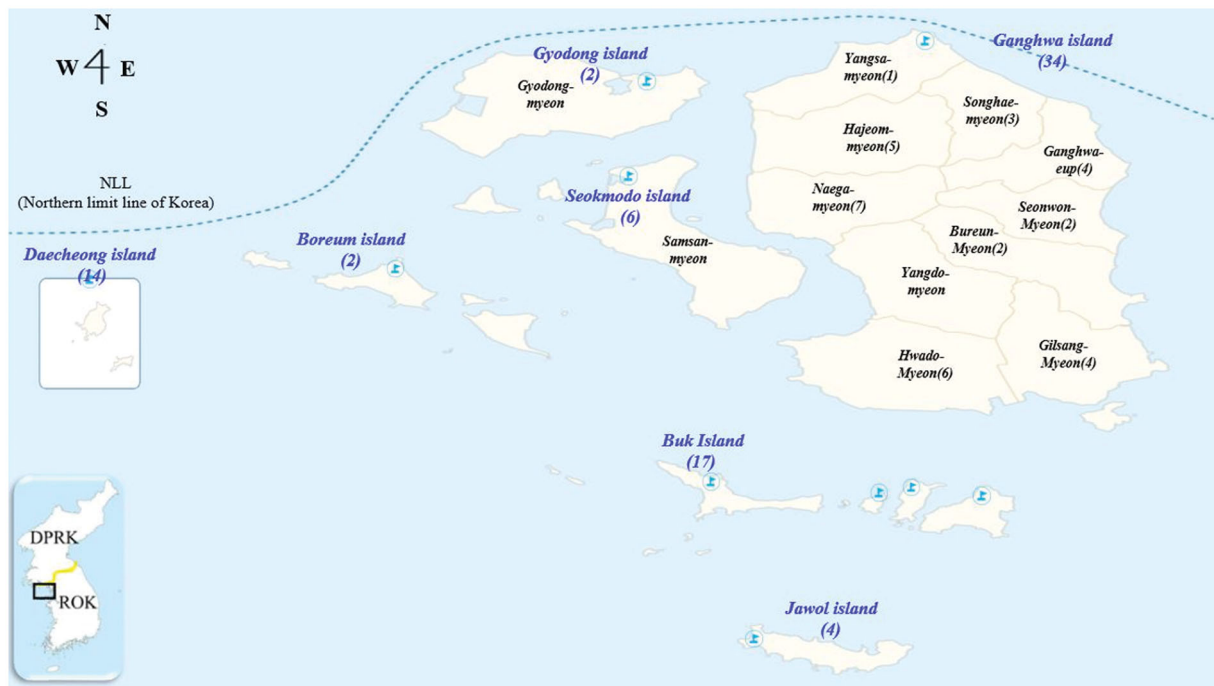 N
W E
S
NLL
(Northern limit line of Korea)
Gyodong island
(2)
Gyodong-
myeon
Ganghwa island
(34)
Yangsa-
myeon(1)
Songhae-
myeon(3)
Hajeom-
myeon(5)
Ganghwa-
eup(4)
Naega-
myeon(7)
Seonwon-
Myeon(2)
Bureun-
Myeon(2)
Yangdo-
myeon
Hwado-
Myeon(6)
Gilsang-
Myeon(4)
Seokmodo island
(6)
Samsan-
myeon
Boreum island
(2)
Daecheong island
(14)
Buk Island
(17)
Jawol island
(4)
DPRK
ROK